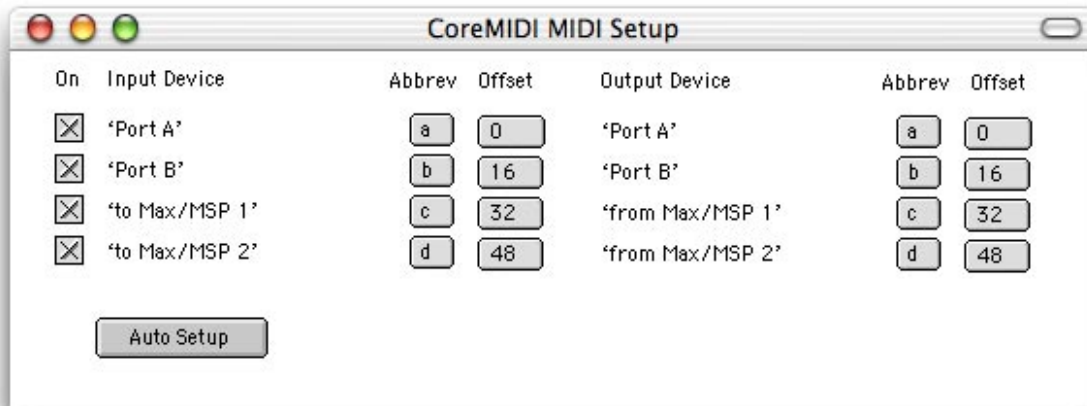 CoreMIDI MIDI Setup
On Input Device Abbrev Offset Output Device Abbrev Offset
‘Port A’ a 0 ‘Port A’ a 0
‘Port B’ b 16 ‘Port B’ b 16
‘to Max/MSP 1’ c 32 ‘from Max/MSP 1’ c 32
‘to Max/MSP 2’ d 48 ‘from Max/MSP 2’ d 48
Auto Setup